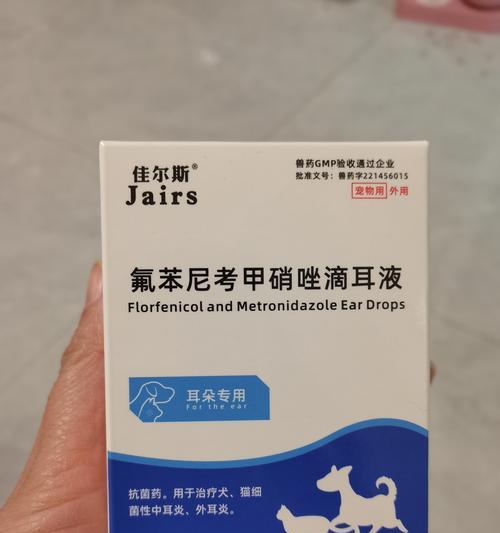 佳尔斯®
Jairs
兽药GMP验收通过企业
批准文号：兽药字221456015
宠物用 外用
氟苯尼考甲硝唑滴耳液
Florfenicol and Metronidazole Ear Drops
耳朵专用
For the ear
抗菌药。用于治疗犬、猫细
菌性中耳炎、外耳炎。